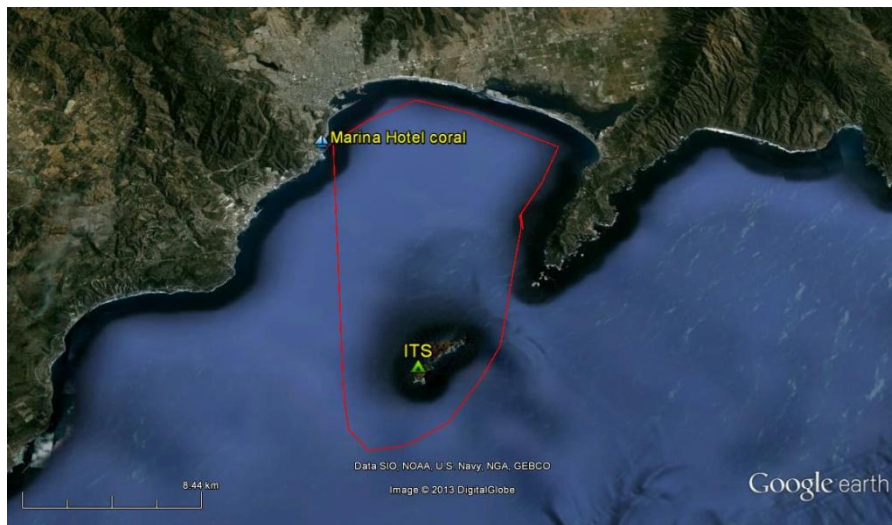 Marina Hotel coral
ITS
Data SIO, NOAA, U.S. Navy, NGA, GEBCO
Image © 2013 DigitalGlobe
8.44 km
Google earth